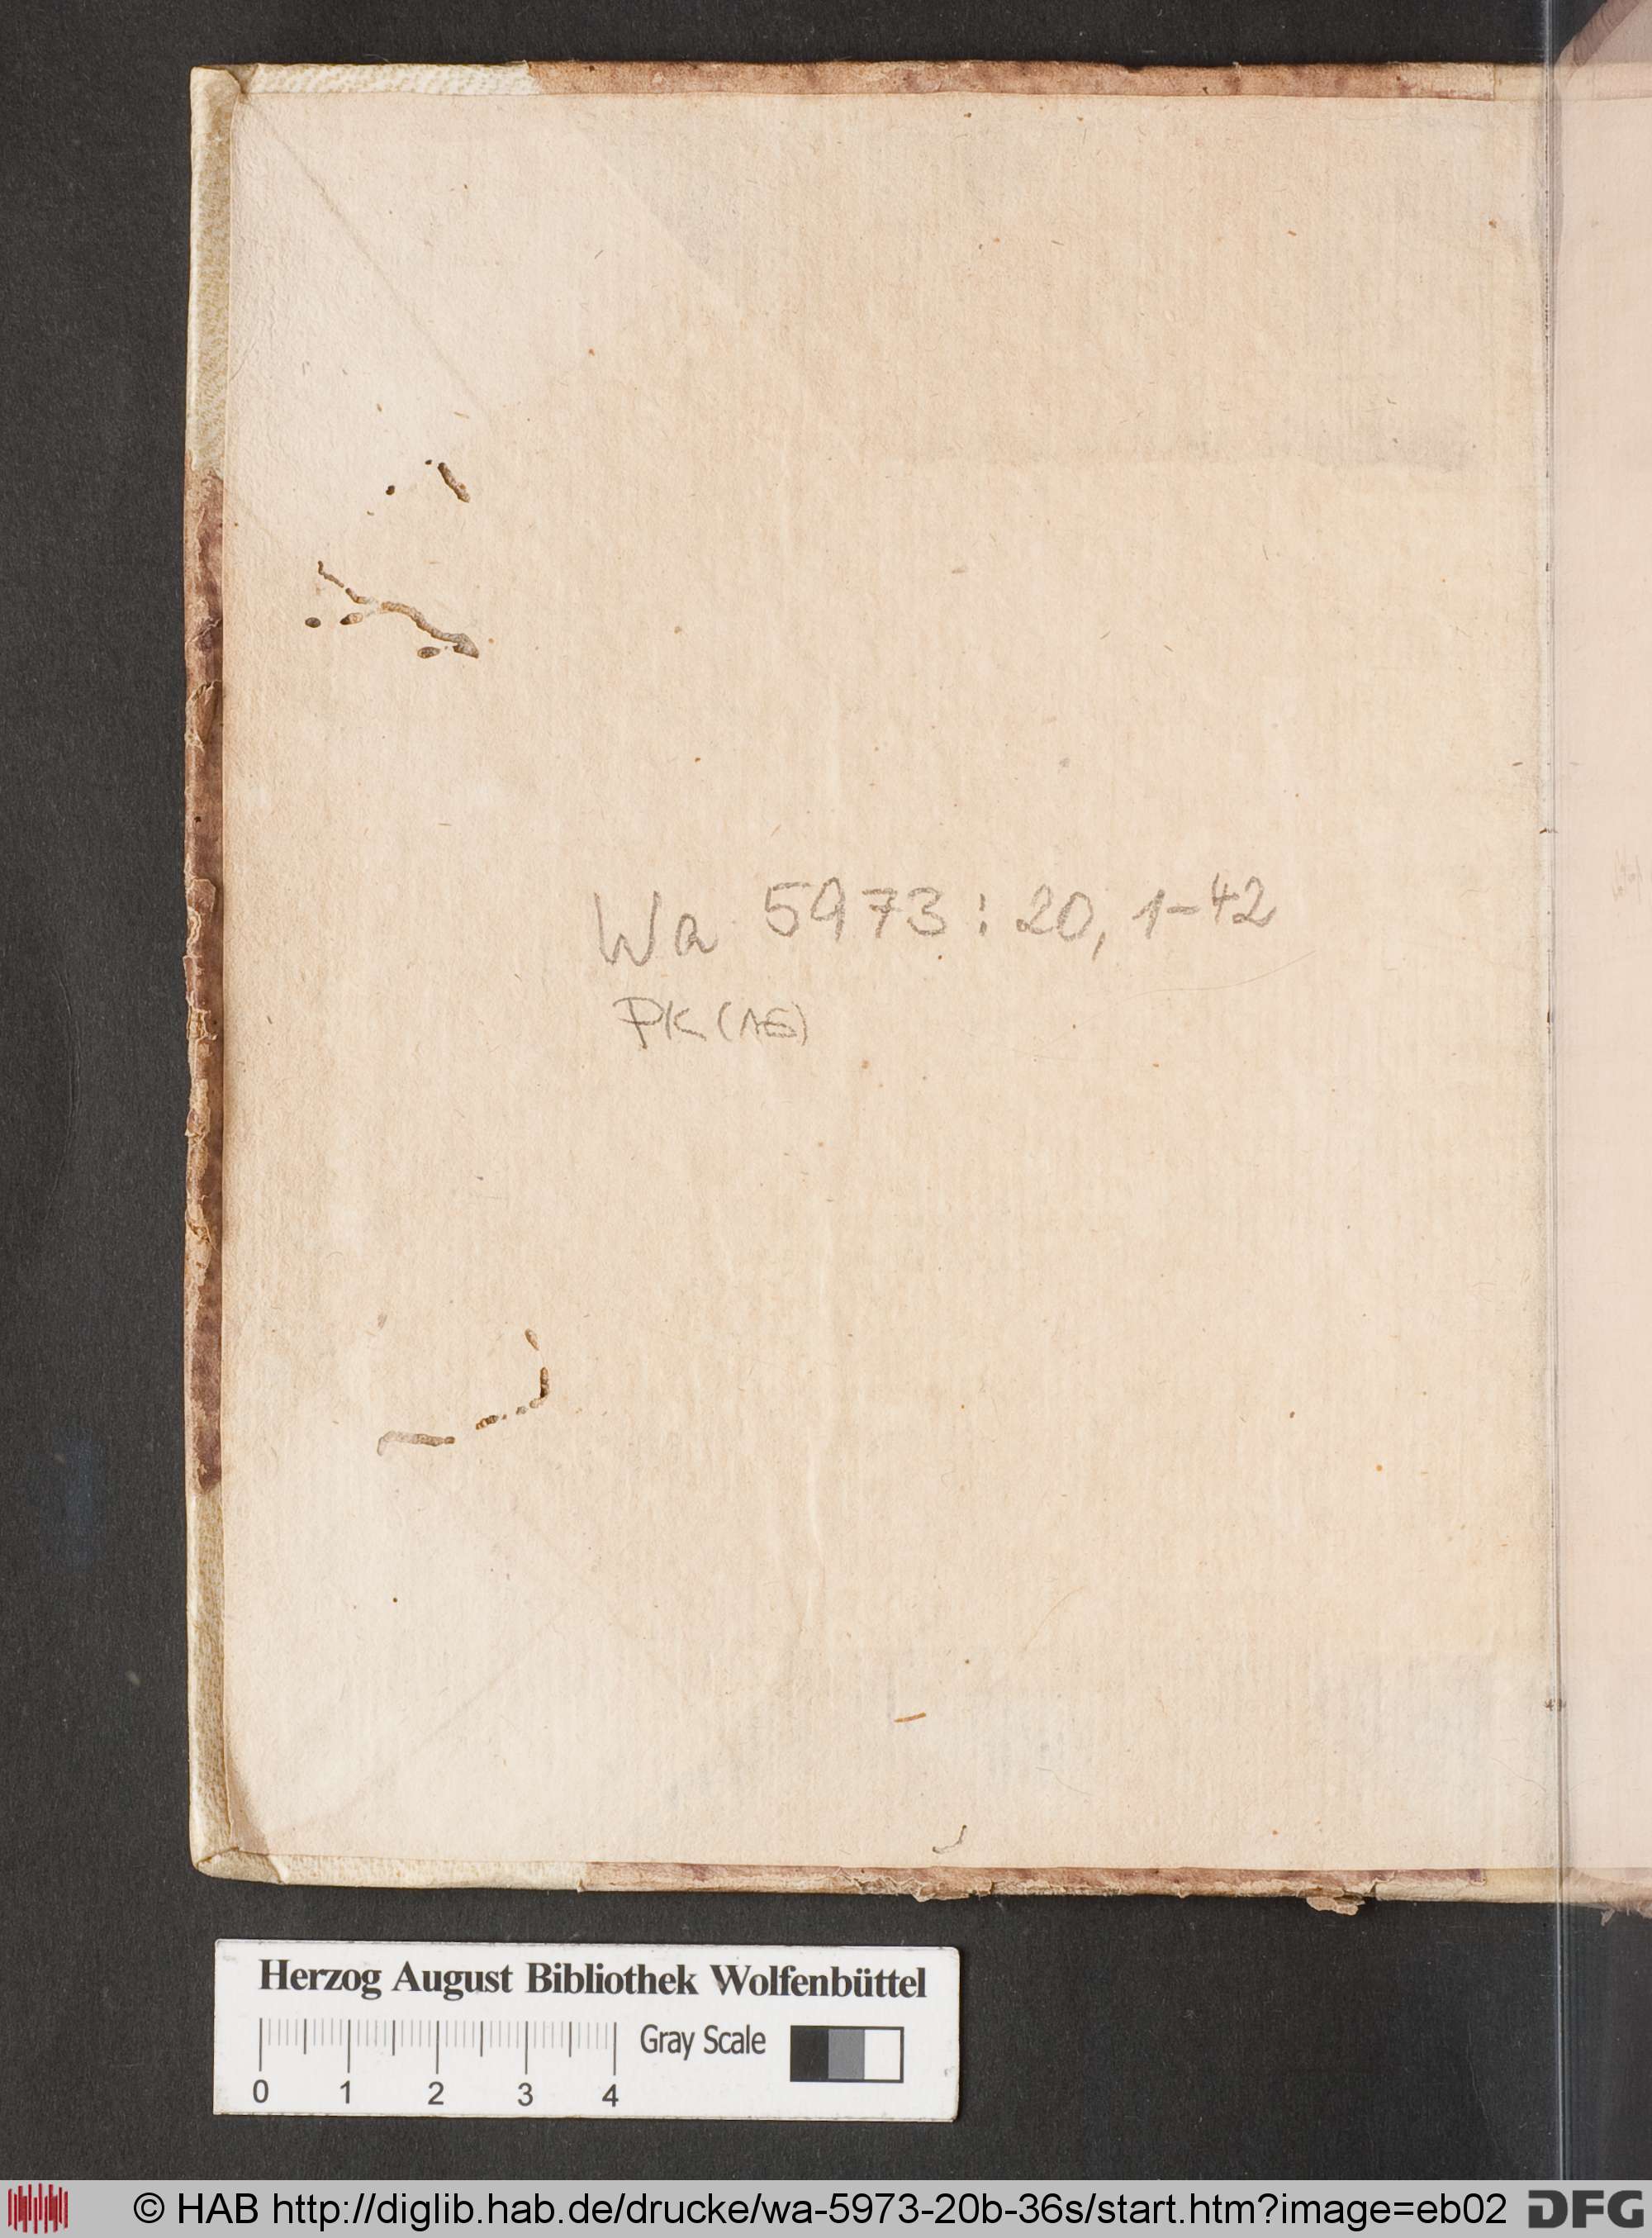 Wa 5973 : 20, 1-42
PK (
Herzog August Bibliothek Wolfenbüttel
Gray Scale
0 1 2 3 4
© HAB http://diglib.hab.de/drucke/wa-5973-20b-36s/start.htm?image=eb02 DFG